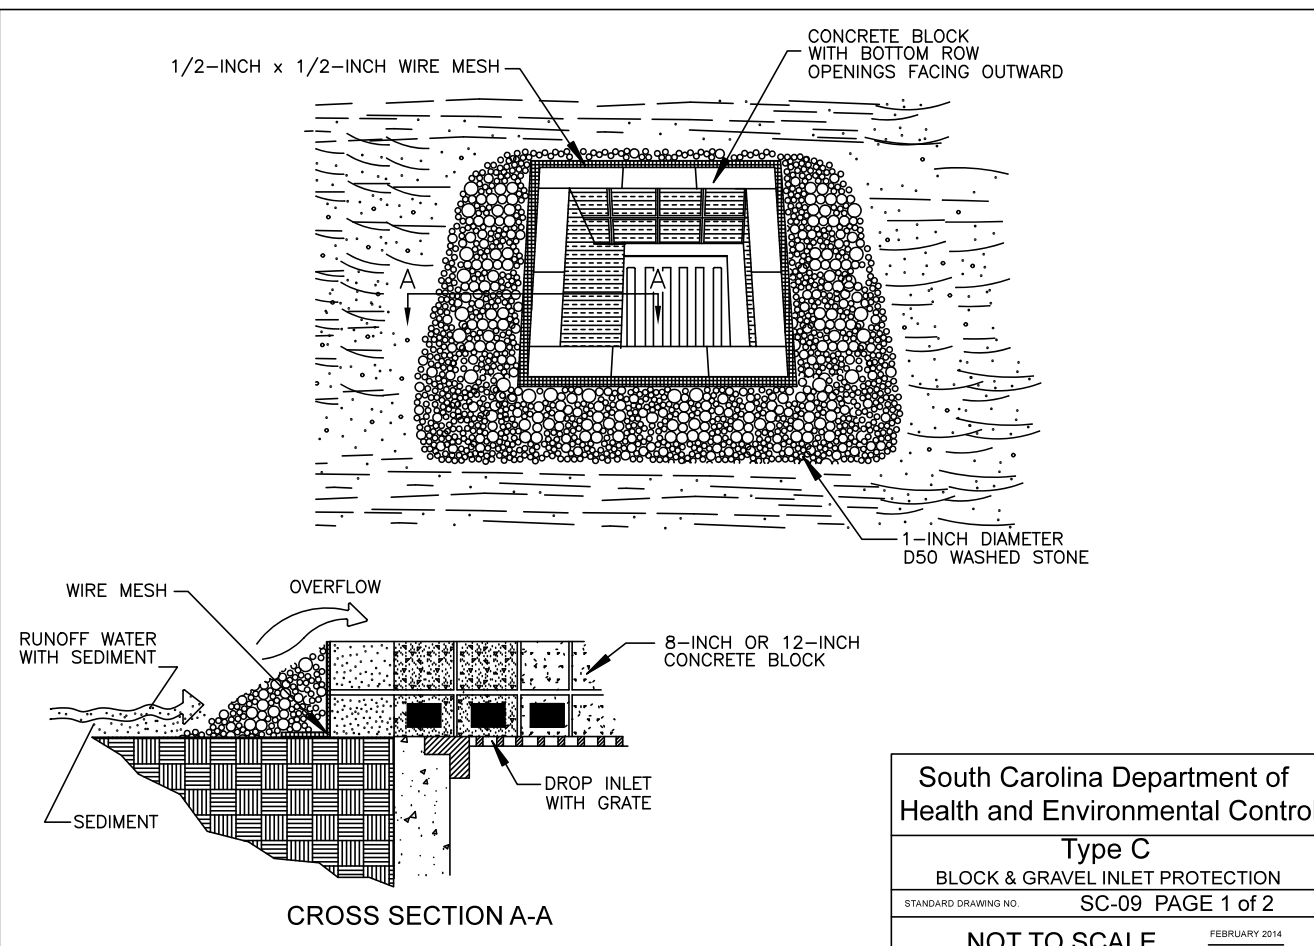 CONCRETE BLOCK
WITH BOTTOM ROW
OPENINGS FACING OUTWARD
1/2-INCH x 1/2-INCH WIRE MESH
A
A
1-INCH DIAMETER
D50 WASHED STONE
WIRE MESH
OVERFLOW
RUNOFF WATER
WITH SEDIMENT
8-INCH OR 12-INCH
CONCRETE BLOCK
DROP INLET
WITH GRATE
SEDIMENT
CROSS SECTION A-A
South Carolina Department of
Health and Environmental Contro
Type C
BLOCK & GRAVEL INLET PROTECTION
STANDARD DRAWING NO. SC-09 PAGE 1 of 2
NOT TO SCALE FEBRUARY 2014